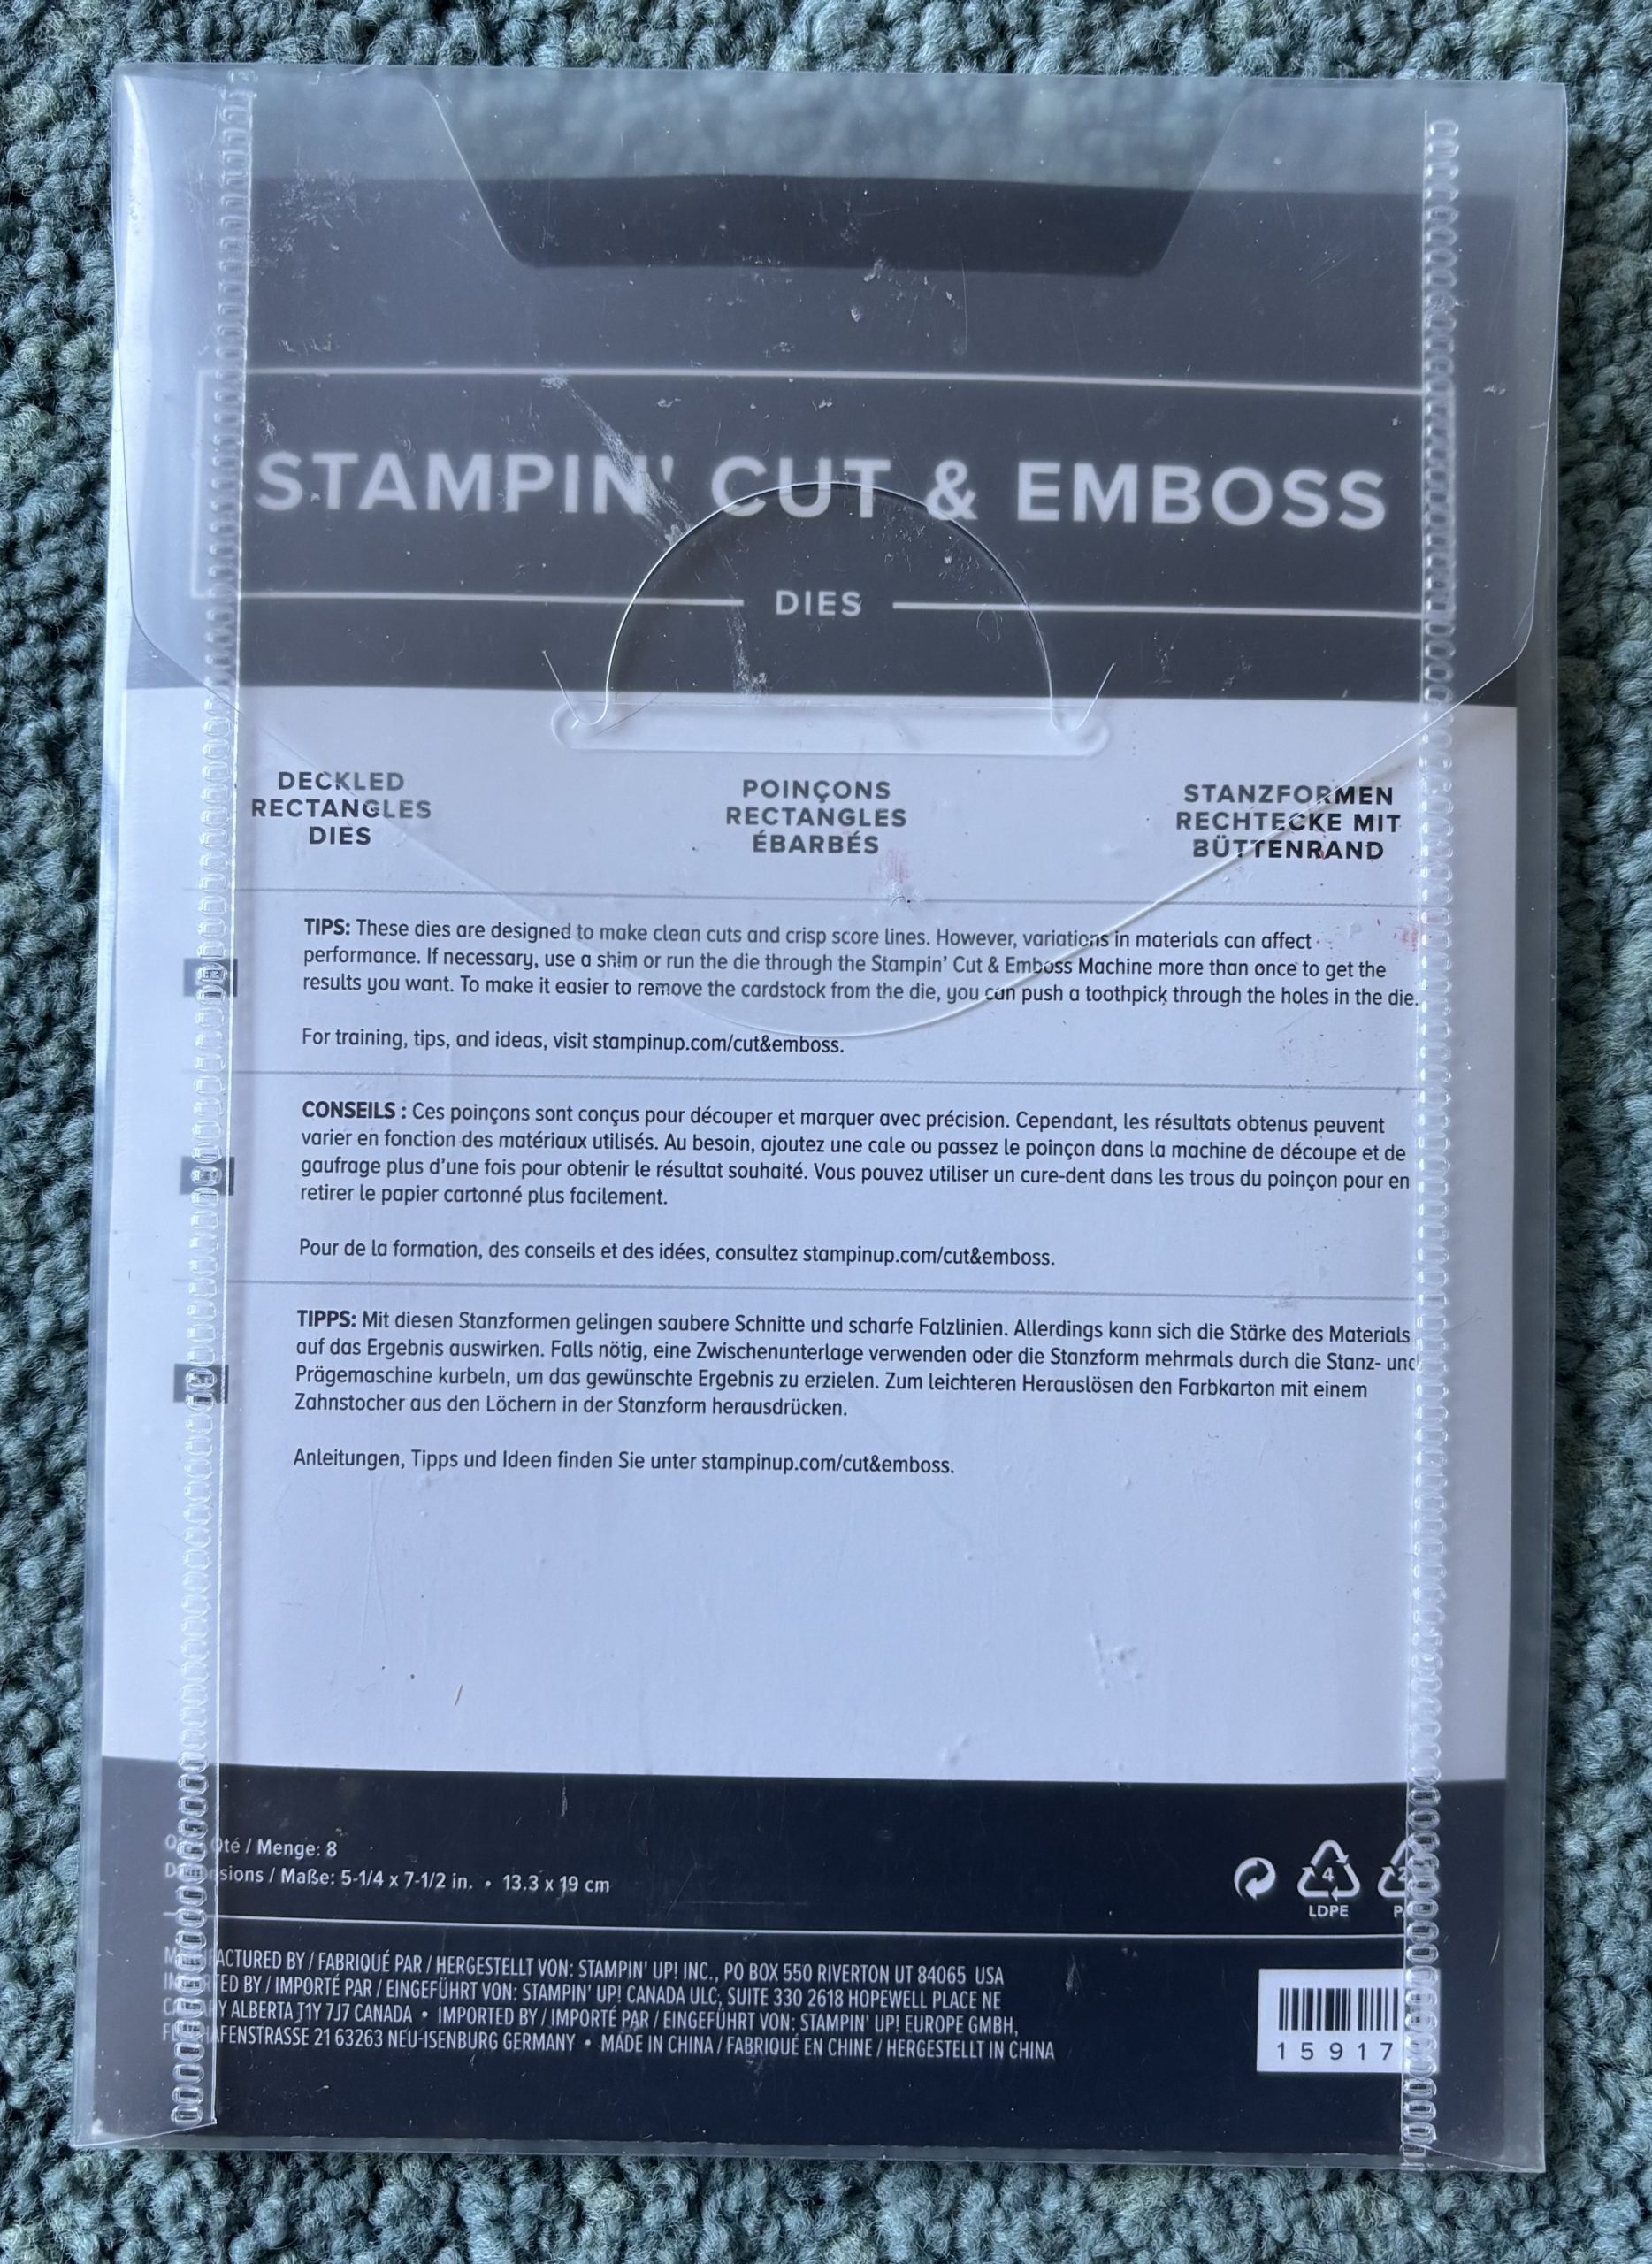 STAMPIN' CUT & EMBOSS
DIES
DECKLED
RECTANGLES
DIES
POINÇONS
RECTANGLES
ÉBARBÉS
STANZFORMEN
RECHTECKE MIT
BÜTTENRAND
TIPS: These dies are designed to make clean cuts and crisp score lines. However, variations in materials can affect
performance. If necessary, use a shim or run the die through the Stampin’ Cut & Emboss Machine more than once to get the
results you want. To make it easier to remove the cardstock from the die, you can push a toothpick through the holes in the die.
For training, tips, and ideas, visit stampinup.com/cut&emboss.
CONSEILS : Ces poinçons sont conçus pour découper et marquer avec précision. Cependant, les résultats obtenus peuvent
varier en fonction des matériaux utilisés. Au besoin, ajoutez une cale ou passez le poinçon dans la machine de découpe et de
gaufrage plus d’une fois pour obtenir le résultat souhaité. Vous pouvez utiliser un cure-dent dans les trous du poinçon pour en
retirer le papier cartonné plus facilement.
Pour de la formation, des conseils et des idées, consultez stampinup.com/cut&emboss.
TIPPS: Mit diesen Stanzformen gelingen saubere Schnitte und scharfe Falzlinien. Allerdings kann sich die Stärke des Materials
auf das Ergebnis auswirken. Falls nötig, eine Zwischenunterlage verwenden oder die Stanzform mehrmals durch die Stanz- und
Prägemaschine kurbeln, um das gewünschte Ergebnis zu erzielen. Zum leichteren Herauslösen den Farbkarton mit einem
Zahnstocher aus den Löchern in der Stanzform herausdrücken.
Anleitungen, Tipps und Ideen finden Sie unter stampinup.com/cut&emboss.
/ Menge: 8
/ Maße: 5-1/4 x 7-1/2 in. • 13.3 x 19 cm
4
LDPE
BY / FABRIQUÉ PAR / HERGESTELLT VON: STAMPIN' UP! INC., PO BOX 550 RIVERTON UT 84065 USA
BY / IMPORTÉ PAR / EINGEFÜHRT VON: STAMPIN' UP! CANADA ULC, SUITE 330 2618 HOPEWELL PLACE NE
ALBERTA T1Y 7J7 CANADA • IMPORTED BY / IMPORTÉ PAR / EINGEFÜHRT VON: STAMPIN' UP! EUROPE GMBH,
21 63263 NEU-ISENBURG GERMANY • MADE IN CHINA / FABRIQUÉ EN CHINE / HERGESTELLT IN CHINA
15917